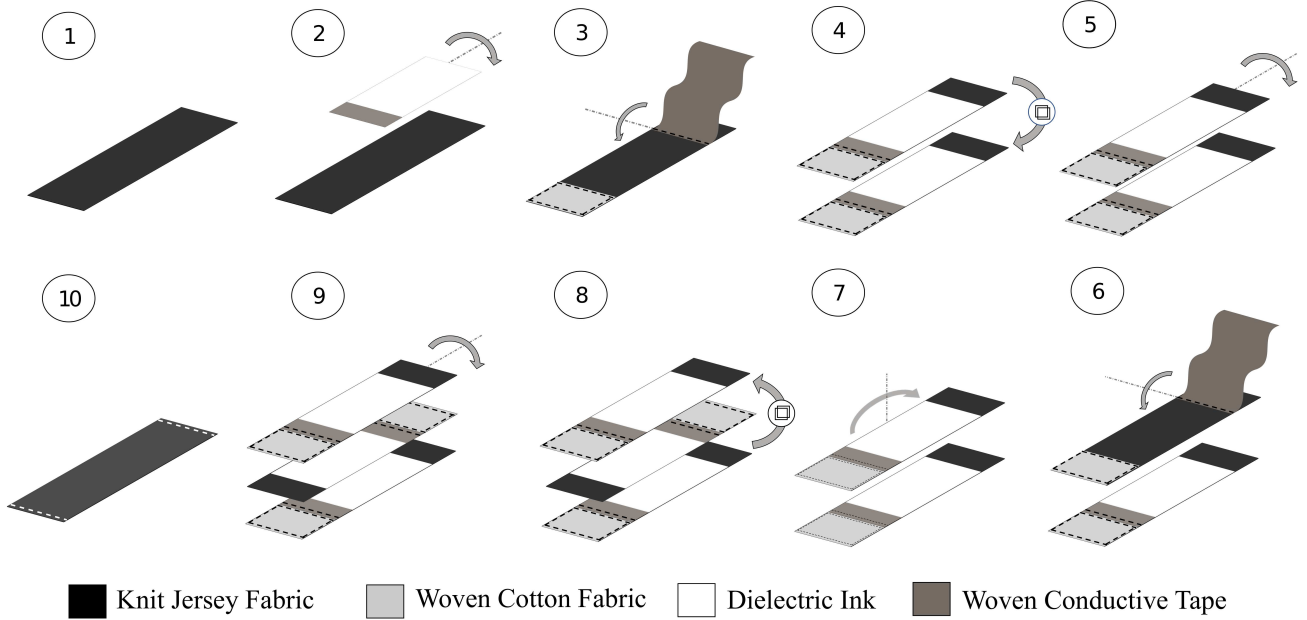 1
2
3
4
5
10
9
8
7
6
Knit Jersey Fabric
Woven Cotton Fabric
Dielectric Ink
Woven Conductive Tape